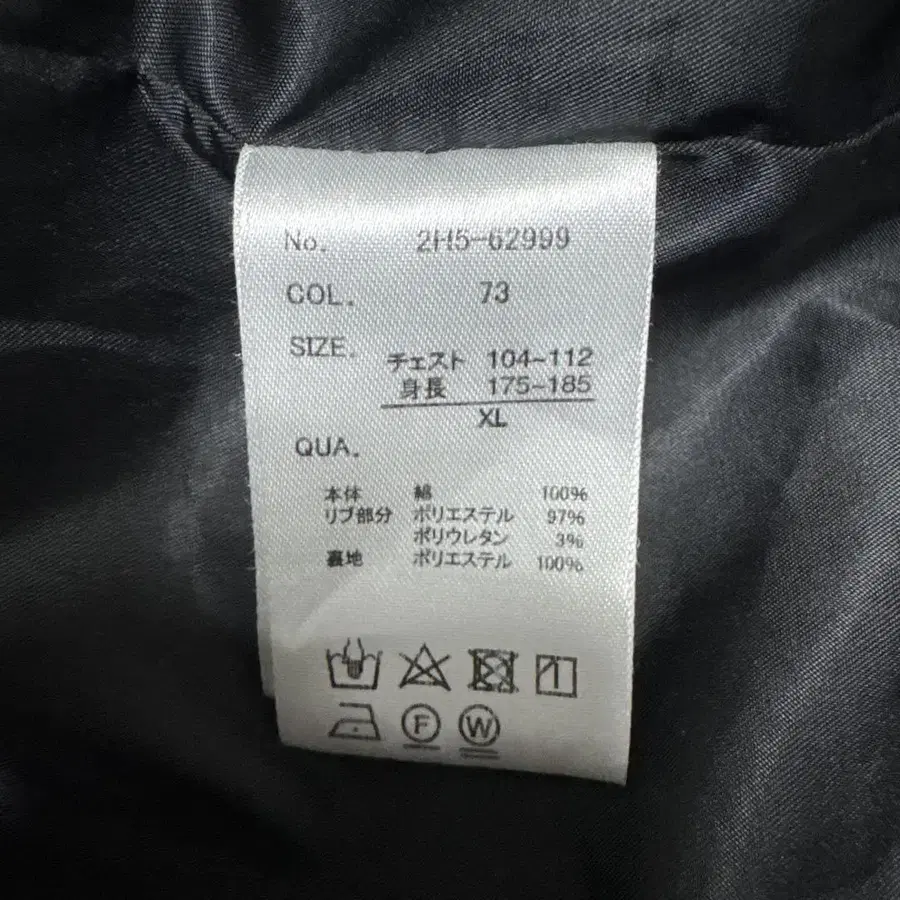 No. 2H5-62999
COL. 73
SIZE. チェスト 104~112
身長 175~185
XL
QUA.
本体 綿 100%
リブ部分 ポリエステル 97%
ポリウレタン 3%
裏地 ポリエステル 100%
F W